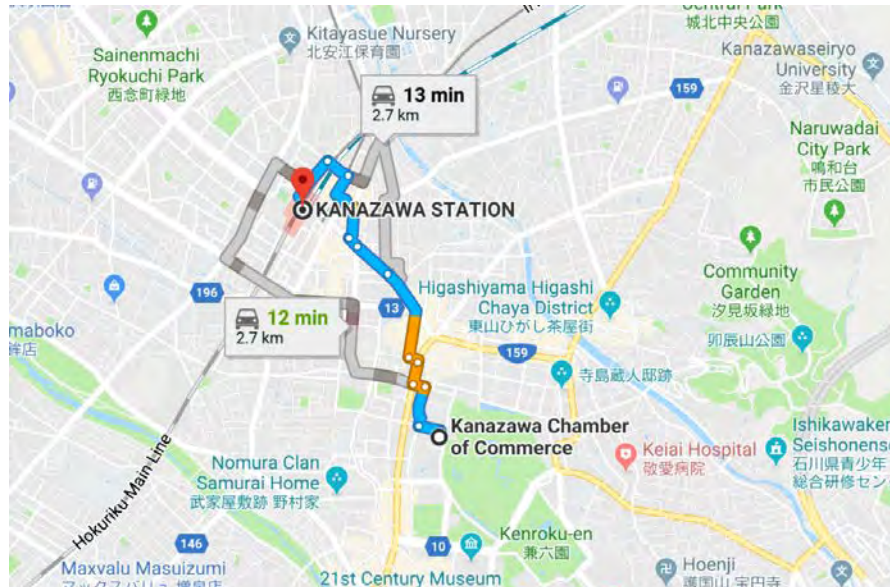 城北中央公園
Kitayasue Nursery
北安江保育園
Sainenmachi
Ryokuchi Park
西念町緑地
Kanazawaseiryo
University
金沢星稜大
13 min
2.7 km
159
Naruwadai
City Park
鳴和台
市民公園
KANAZAWA STATION
Community
Garden
汐見坂緑地
Higashiyama Higashi
Chaya District
東山ひがし茶屋街
196
13
12 min
2.7 km
maboko
159
卯辰山公園
寺島蔵人邸跡
Kanazawa Chamber
of Commerce
Keiai Hospital
敬愛病院
Ishikawaken
Seishonense
石川県青少年
総合研修セン
Hokuriku Main Line
Nomura Clan
Samurai Home
武家屋敷跡 野村家
146
10
Kenroku-en
兼六園
Maxvalu Masuizumi
21st Century Museum
Hoenji